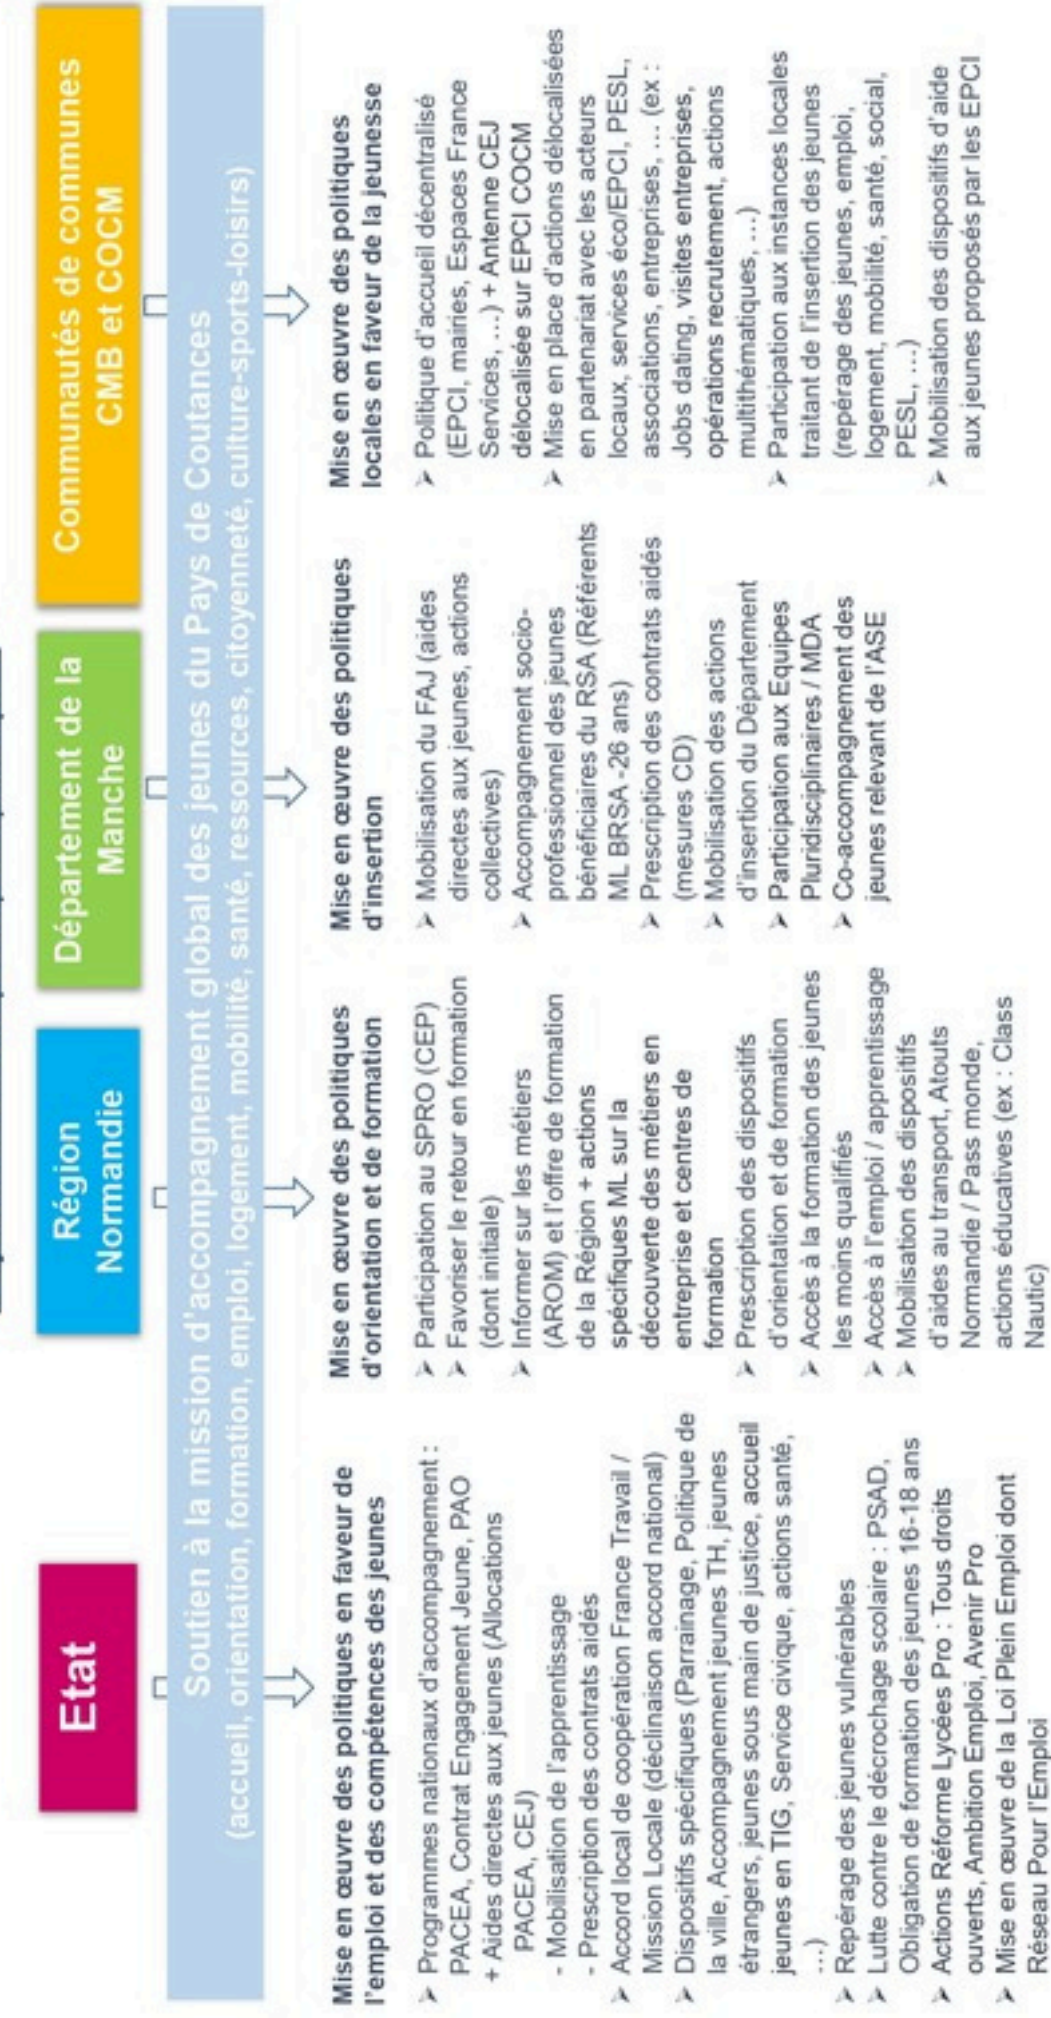 Etat
Région
Normandie
Département de la
Manche
Communautés de communes
CMB et COCM
Soutien à la mission d'accompagnement global des jeunes du Pays de Coutances
(accueil, orientation, formation, emploi, logement, mobilité, santé, ressources, citoyenneté, culture-sports-loisirs)
Mise en œuvre des politiques en faveur de
l'emploi et des compétences des jeunes
➢ Programmes nationaux d'accompagnement :
PACEA, Contrat Engagement Jeune, PAO
+ Aides directes aux jeunes (Allocations
PACEA, CEJ)
- Mobilisation de l'apprentissage
- Prescription des contrats aidés
➢ Accord local de coopération France Travail /
Mission Locale (déclinaison accord national)
➢ Dispositifs spécifiques (Parrainage, Politique de
la ville, Accompagnement jeunes TH, jeunes
étrangers, jeunes sous main de justice, accueil
jeunes en TIG, Service civique, actions santé,
…)
➢ Repérage des jeunes vulnérables
➢ Lutte contre le décrochage scolaire : PSAD,
Obligation de formation des jeunes 16-18 ans
➢ Actions Réforme Lycées Pro : Tous droits
ouverts, Ambition Emploi, Avenir Pro
➢ Mise en œuvre de la Loi Plein Emploi dont
Réseau Pour l'Emploi
Mise en œuvre des politiques
d'orientation et de formation
➢ Participation au SPRO (CEP)
➢ Favoriser le retour en formation
(dont initiale)
➢ Informer sur les métiers
(AROM) et l'offre de formation
de la Région + actions
spécifiques ML sur la
découverte des métiers en
entreprise et centres de
formation
➢ Prescription des dispositifs
d'orientation et de formation
➢ Accès à la formation des jeunes
les moins qualifiés
➢ Accès à l'emploi / apprentissage
➢ Mobilisation des dispositifs
d'aides au transport, Atouts
Normandie / Pass monde,
actions éducatives (ex : Class
Nautic)
Mise en œuvre des politiques
d'insertion
➢ Mobilisation du FAJ (aides
directes aux jeunes, actions
collectives)
➢ Accompagnement socio-
professionnel des jeunes
bénéficiaires du RSA (Référents
ML BRSA -26 ans)
➢ Prescription des contrats aidés
(mesures CD)
➢ Mobilisation des actions
d'insertion du Département
➢ Participation aux Equipes
Pluridisciplinaires / MDA
➢ Co-accompagnement des
jeunes relevant de l'ASE
Mise en œuvre des politiques
locales en faveur de la jeunesse
➢ Politique d'accueil décentralisé
(EPCI, mairies, Espaces France
Services, …) + Antenne CEJ
délocalisée sur EPCI COCM
➢ Mise en place d'actions délocalisées
en partenariat avec les acteurs
locaux, services éco/EPCI, PESL,
associations, entreprises, … (ex :
Jobs dating, visites entreprises,
opérations recrutement, actions
multithématiques, …)
➢ Participation aux instances locales
traitant de l'insertion des jeunes
(repérage des jeunes, emploi,
logement, mobilité, santé, social,
PESL, …)
➢ Mobilisation des dispositifs d'aide
aux jeunes proposés par les EPCI